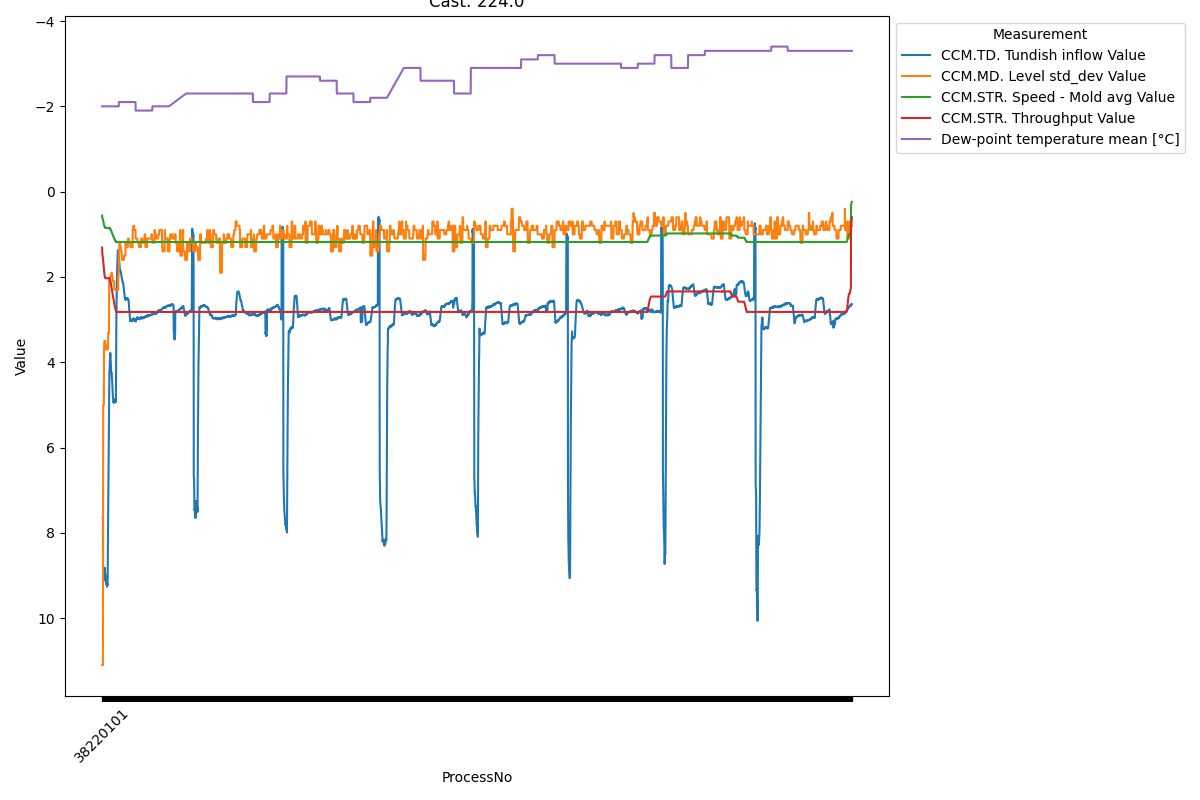 Cast: 224.0
−4
−2
0
2
4
6
8
10
Value
38220101
ProcessNo
Measurement
CCM.TD. Tundish inflow Value
CCM.MD. Level std_dev Value
CCM.STR. Speed - Mold avg Value
CCM.STR. Throughput Value
Dew-point temperature mean [°C]